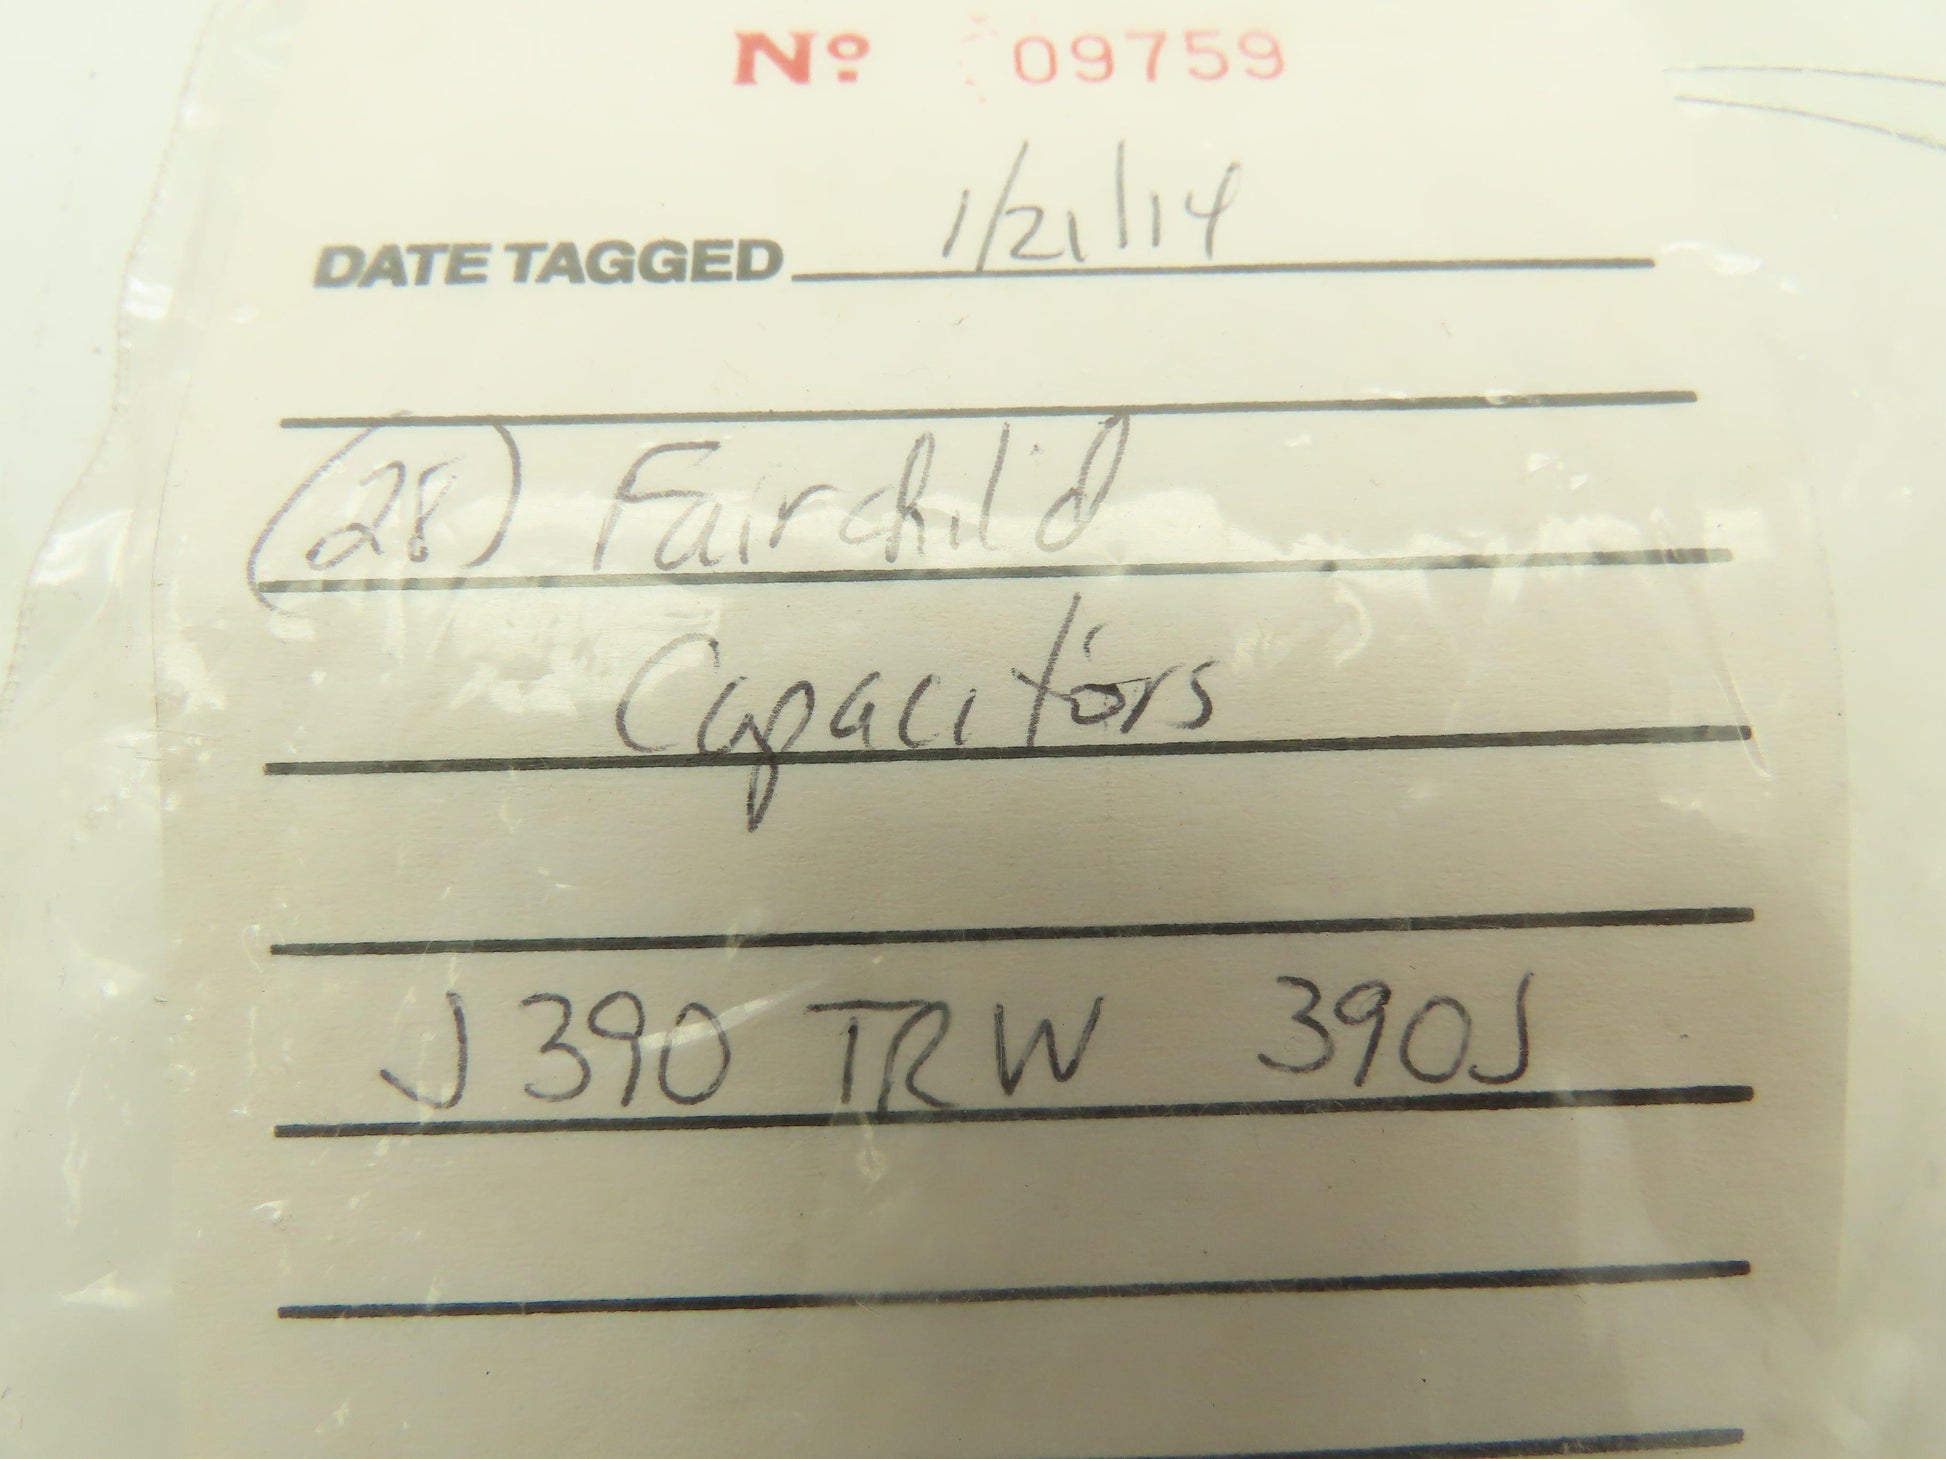 Nº 09759
DATE TAGGED 1/21/14
(28) Fairchild
Capacitors
J390 TRW 390J